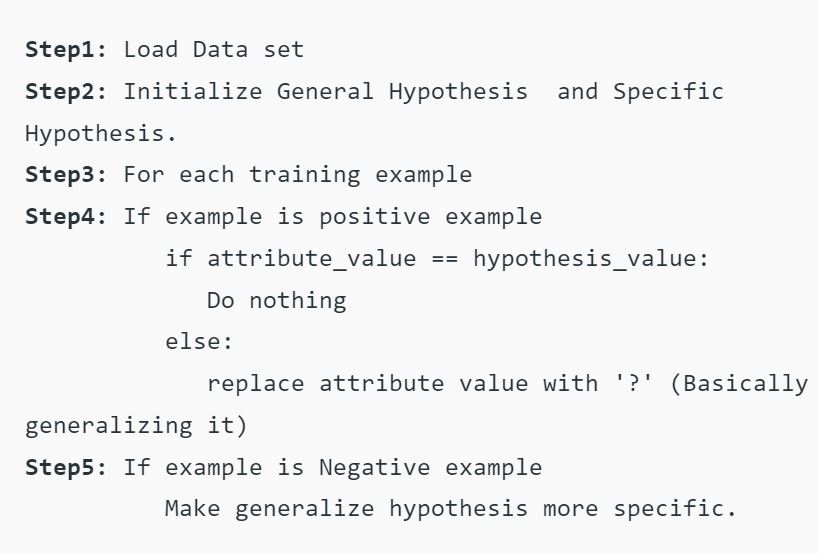 Step1: Load Data set
Step2: Initialize General Hypothesis  and Specific
Hypothesis.
Step3: For each training example
Step4: If example is positive example
          if attribute_value == hypothesis_value:
             Do nothing
          else:
             replace attribute value with '?' (Basically
generalizing it)
Step5: If example is Negative example
          Make generalize hypothesis more specific.